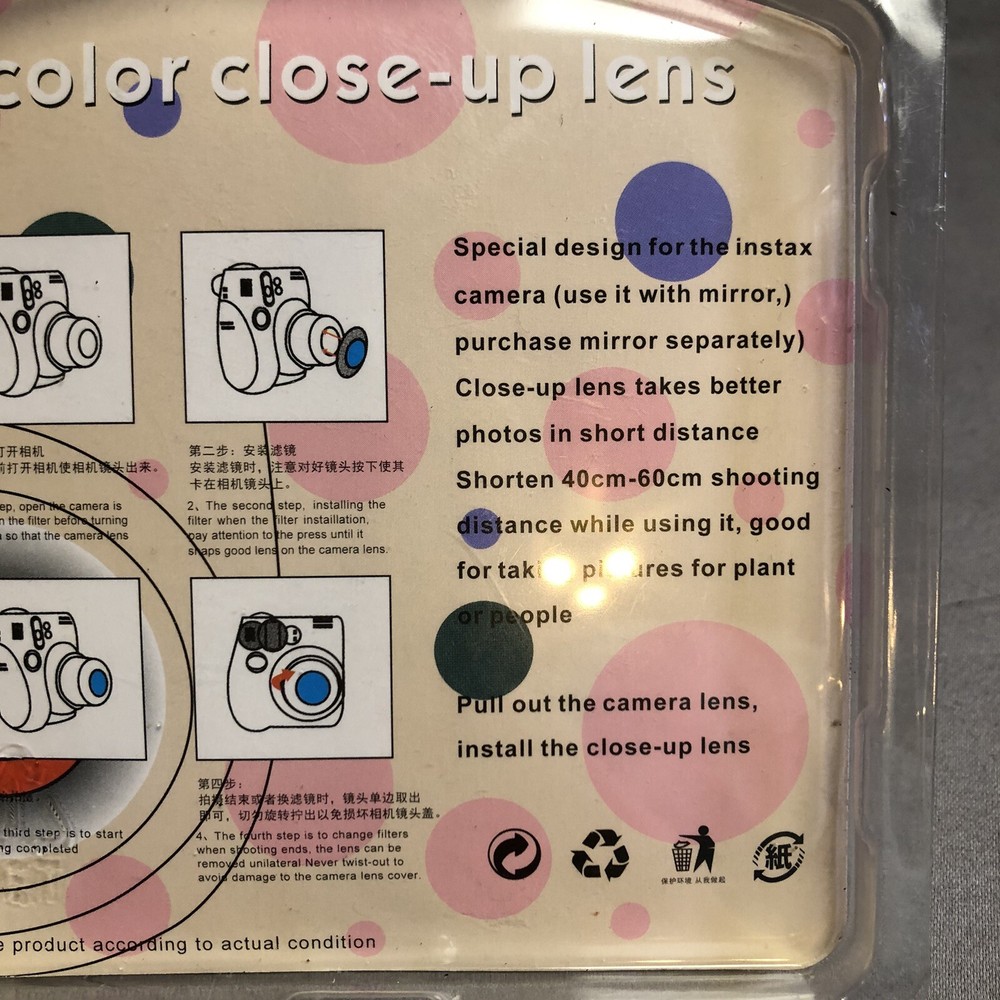 color close-up lens
Special design for the instax
camera (use it with mirror,)
purchase mirror separately)
Close-up lens takes better
photos in short distance
Shorten 40cm-60cm shooting
distance while using it, good
for taking pictures for plant
or people
Pull out the camera lens,
install the close-up lens
打开相机
前打开相机使相机镜头出来。
ep, open the camera is
n the filter before turning
so that the camera lens
第二步：安装滤镜
安装滤镜时，注意对好镜头按下使其
卡在相机镜头上。
2、The second step, installing the
filter when the filter installation,
pay attention to the press until it
snaps good lens on the camera lens.
third step is to start
ng completed
第四步：
拍摄结束或者换滤镜时，镜头单边取出
即可，切勿旋转拧出以免损坏相机镜头盖。
4、The fourth step is to change filters
when shooting ends, the lens can be
removed unilateral Never twist-out to
avoid damage to the camera lens cover.
保护环境 从我做起
紙
product according to actual condition